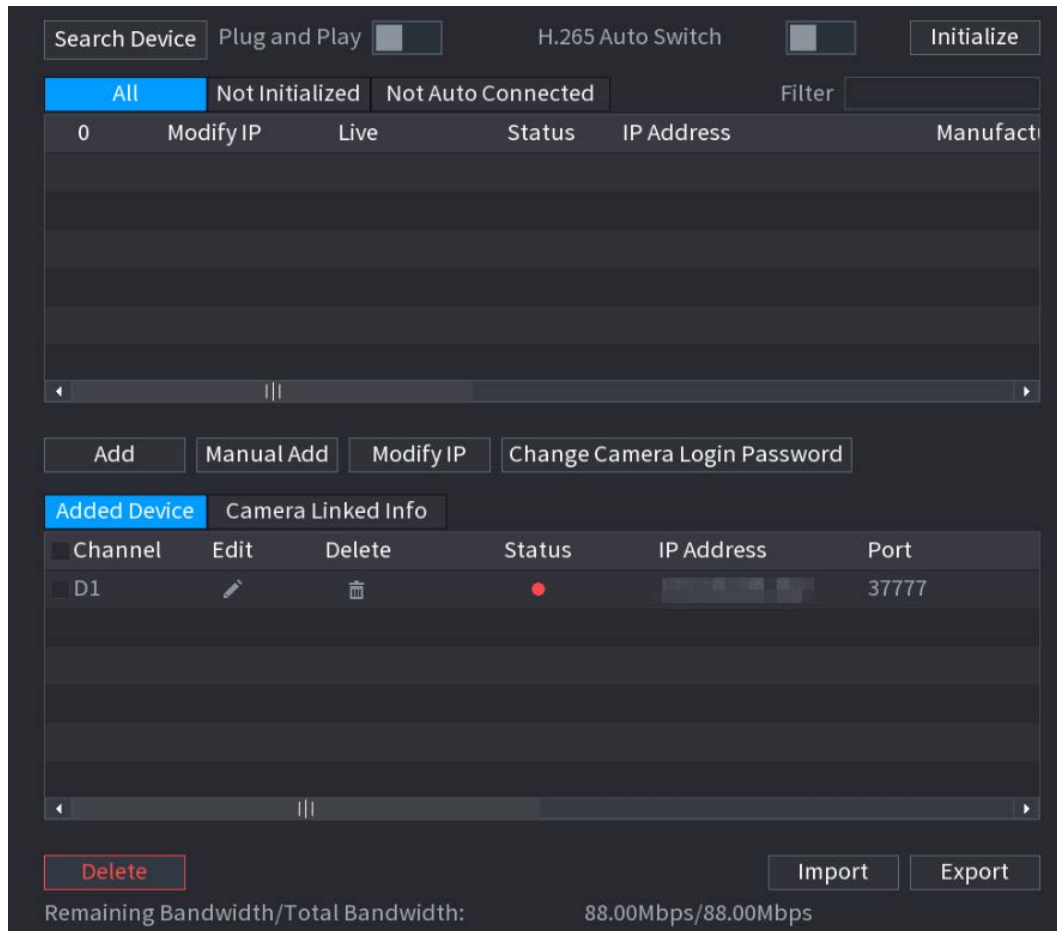 Search Device Plug and Play H.265 Auto Switch Initialize
All Not Initialized Not Auto Connected Filter
0 Modify IP Live Status IP Address Manufactu
Add Manual Add Modify IP Change Camera Login Password
Added Device Camera Linked Info
Channel Edit Delete Status IP Address Port
D1 37777
Delete Import Export
Remaining Bandwidth/Total Bandwidth: 88.00Mbps/88.00Mbps